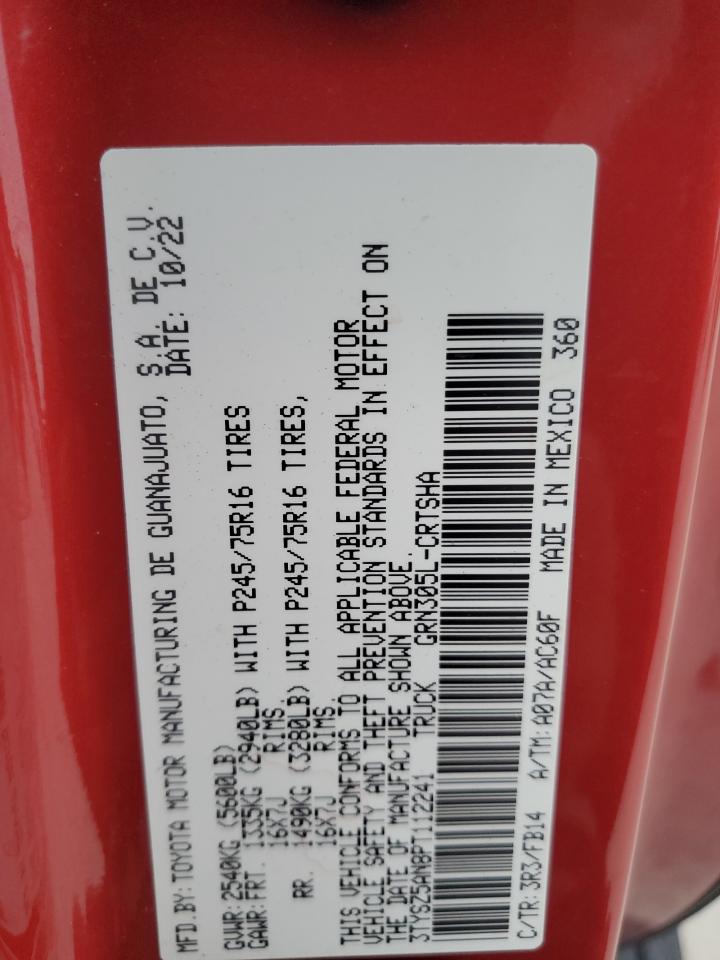 MFD.BY: TOYOTA MOTOR MANUFACTURING DE GUANAJUATO, S.A. DE C.V.
DATE: 10/22
GVWR: 2540KG (5600LB)
GAWR: FRT. 1335KG (2940LB) WITH P245/75R16 TIRES
16X7J RIMS.
RR. 1490KG (3280LB) WITH P245/75R16 TIRES,
16X7J RIMS.
THIS VEHICLE CONFORMS TO ALL APPLICABLE FEDERAL MOTOR
VEHICLE SAFETY AND THEFT PREVENTION STANDARDS IN EFFECT ON
THE DATE OF MANUFACTURE SHOWN ABOVE.
3TYSZ5AN8PT112241 TRUCK GRN305L-CRTSHA
C/TR: 3R3/FB14 A/TM: A07A/AC60F MADE IN MEXICO 360